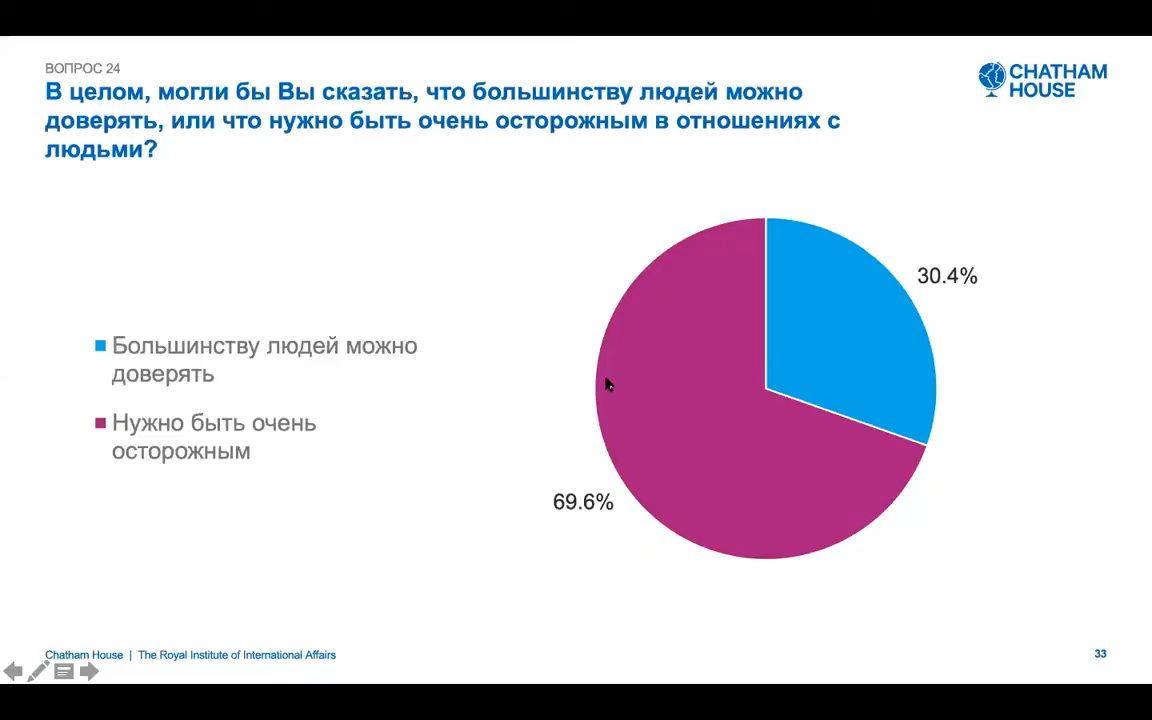 ВОПРОС 24
В целом, могли бы Вы сказать, что большинству людей можно
доверять, или что нужно быть очень осторожным в отношениях с
людьми?
CHATHAM
HOUSE
30.4%
Большинству людей можно
доверять
Нужно быть очень
осторожным
69.6%
Chatham House | The Royal Institute of International Affairs
33